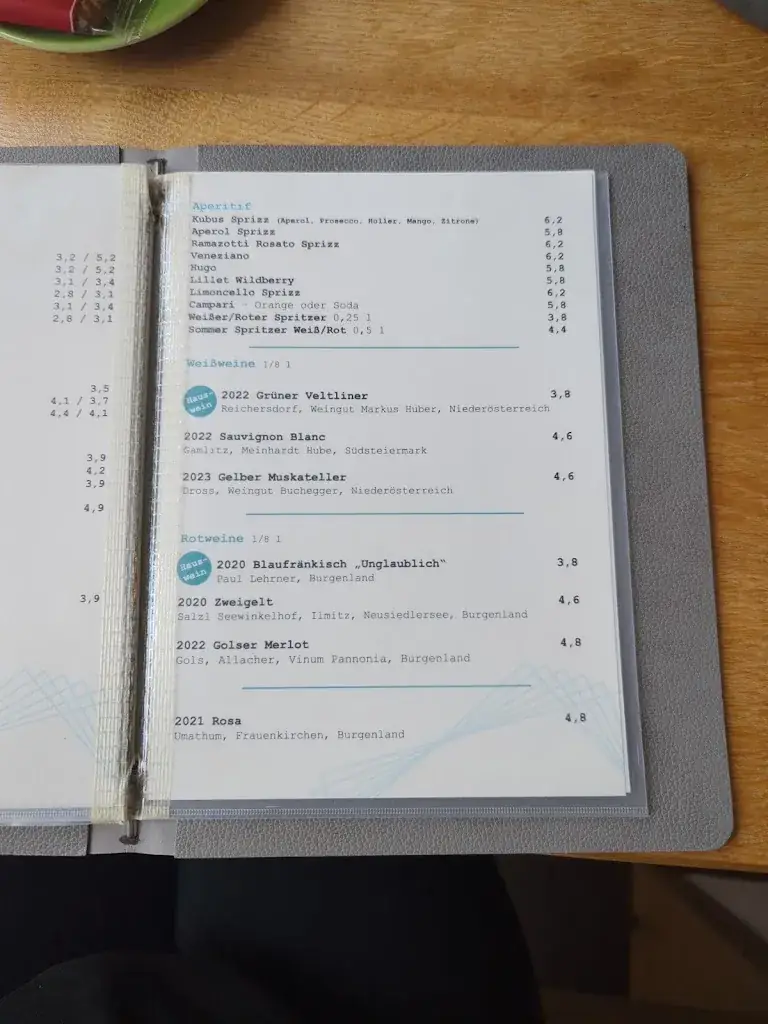 3,2 / 5,2
3,2 / 5,2
3,1 / 3,4
2,8 / 3,1
3,1 / 3,4
2,8 / 3,1
3,5
4,1 / 3,7
4,4 / 4,1
3,9
4,2
3,9
4,9
3,9
Aperitif
Kubus Sprizz (Aperol, Prosecco, Holler, Mango, Zitrone) 6,2
Aperol Sprizz 5,8
Ramazotti Rosato Sprizz 6,2
Veneziano 6,2
Hugo 5,8
Lillet Wildberry 5,8
Limoncello Sprizz 6,2
Campari - Orange oder Soda 5,8
Weißer/Roter Spritzer 0,25 l 3,8
Sommer Spritzer Weiß/Rot 0,5 l 4,4
Weißweine 1/8 l
Haus-
wein
2022 Grüner Veltliner 3,8
Reichersdorf, Weingut Markus Huber, Niederösterreich
2022 Sauvignon Blanc 4,6
Gamlitz, Meinhardt Hube, Südsteiermark
2023 Gelber Muskateller 4,6
Dross, Weingut Buchegger, Niederösterreich
Rotweine 1/8 l
Haus-
wein
2020 Blaufränkisch „Unglaublich“ 3,8
Paul Lehrner, Burgenland
2020 Zweigelt 4,6
Salzl Seewinkelhof, Ilmitz, Neusiedlersee, Burgenland
2022 Golser Merlot 4,8
Gols, Allacher, Vinum Pannonia, Burgenland
2021 Rosa 4,8
Umathum, Frauenkirchen, Burgenland